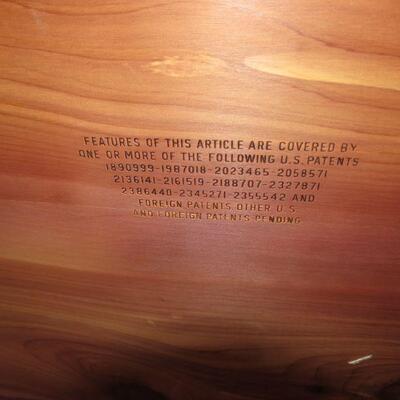 FEATURES OF THIS ARTICLE ARE COVERED BY
ONE OR MORE OF THE FOLLOWING U.S. PATENTS
1890999-1987018-2023465-2058571
2136141-2161519-2188707-2327871
2386440-2345271-2355542 AND
FOREIGN PATENTS. OTHER U.S.
AND FOREIGN PATENTS PENDING